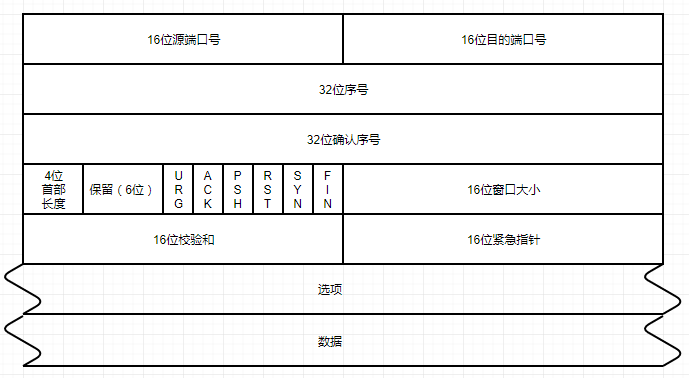 16位源端口号
16位目的端口号
32位序号
32位确认序号
4位
首部
长度
保留（6位）
URG
ACK
PSH
RST
SYN
FIN
16位窗口大小
16位校验和
16位紧急指针
选项
数据